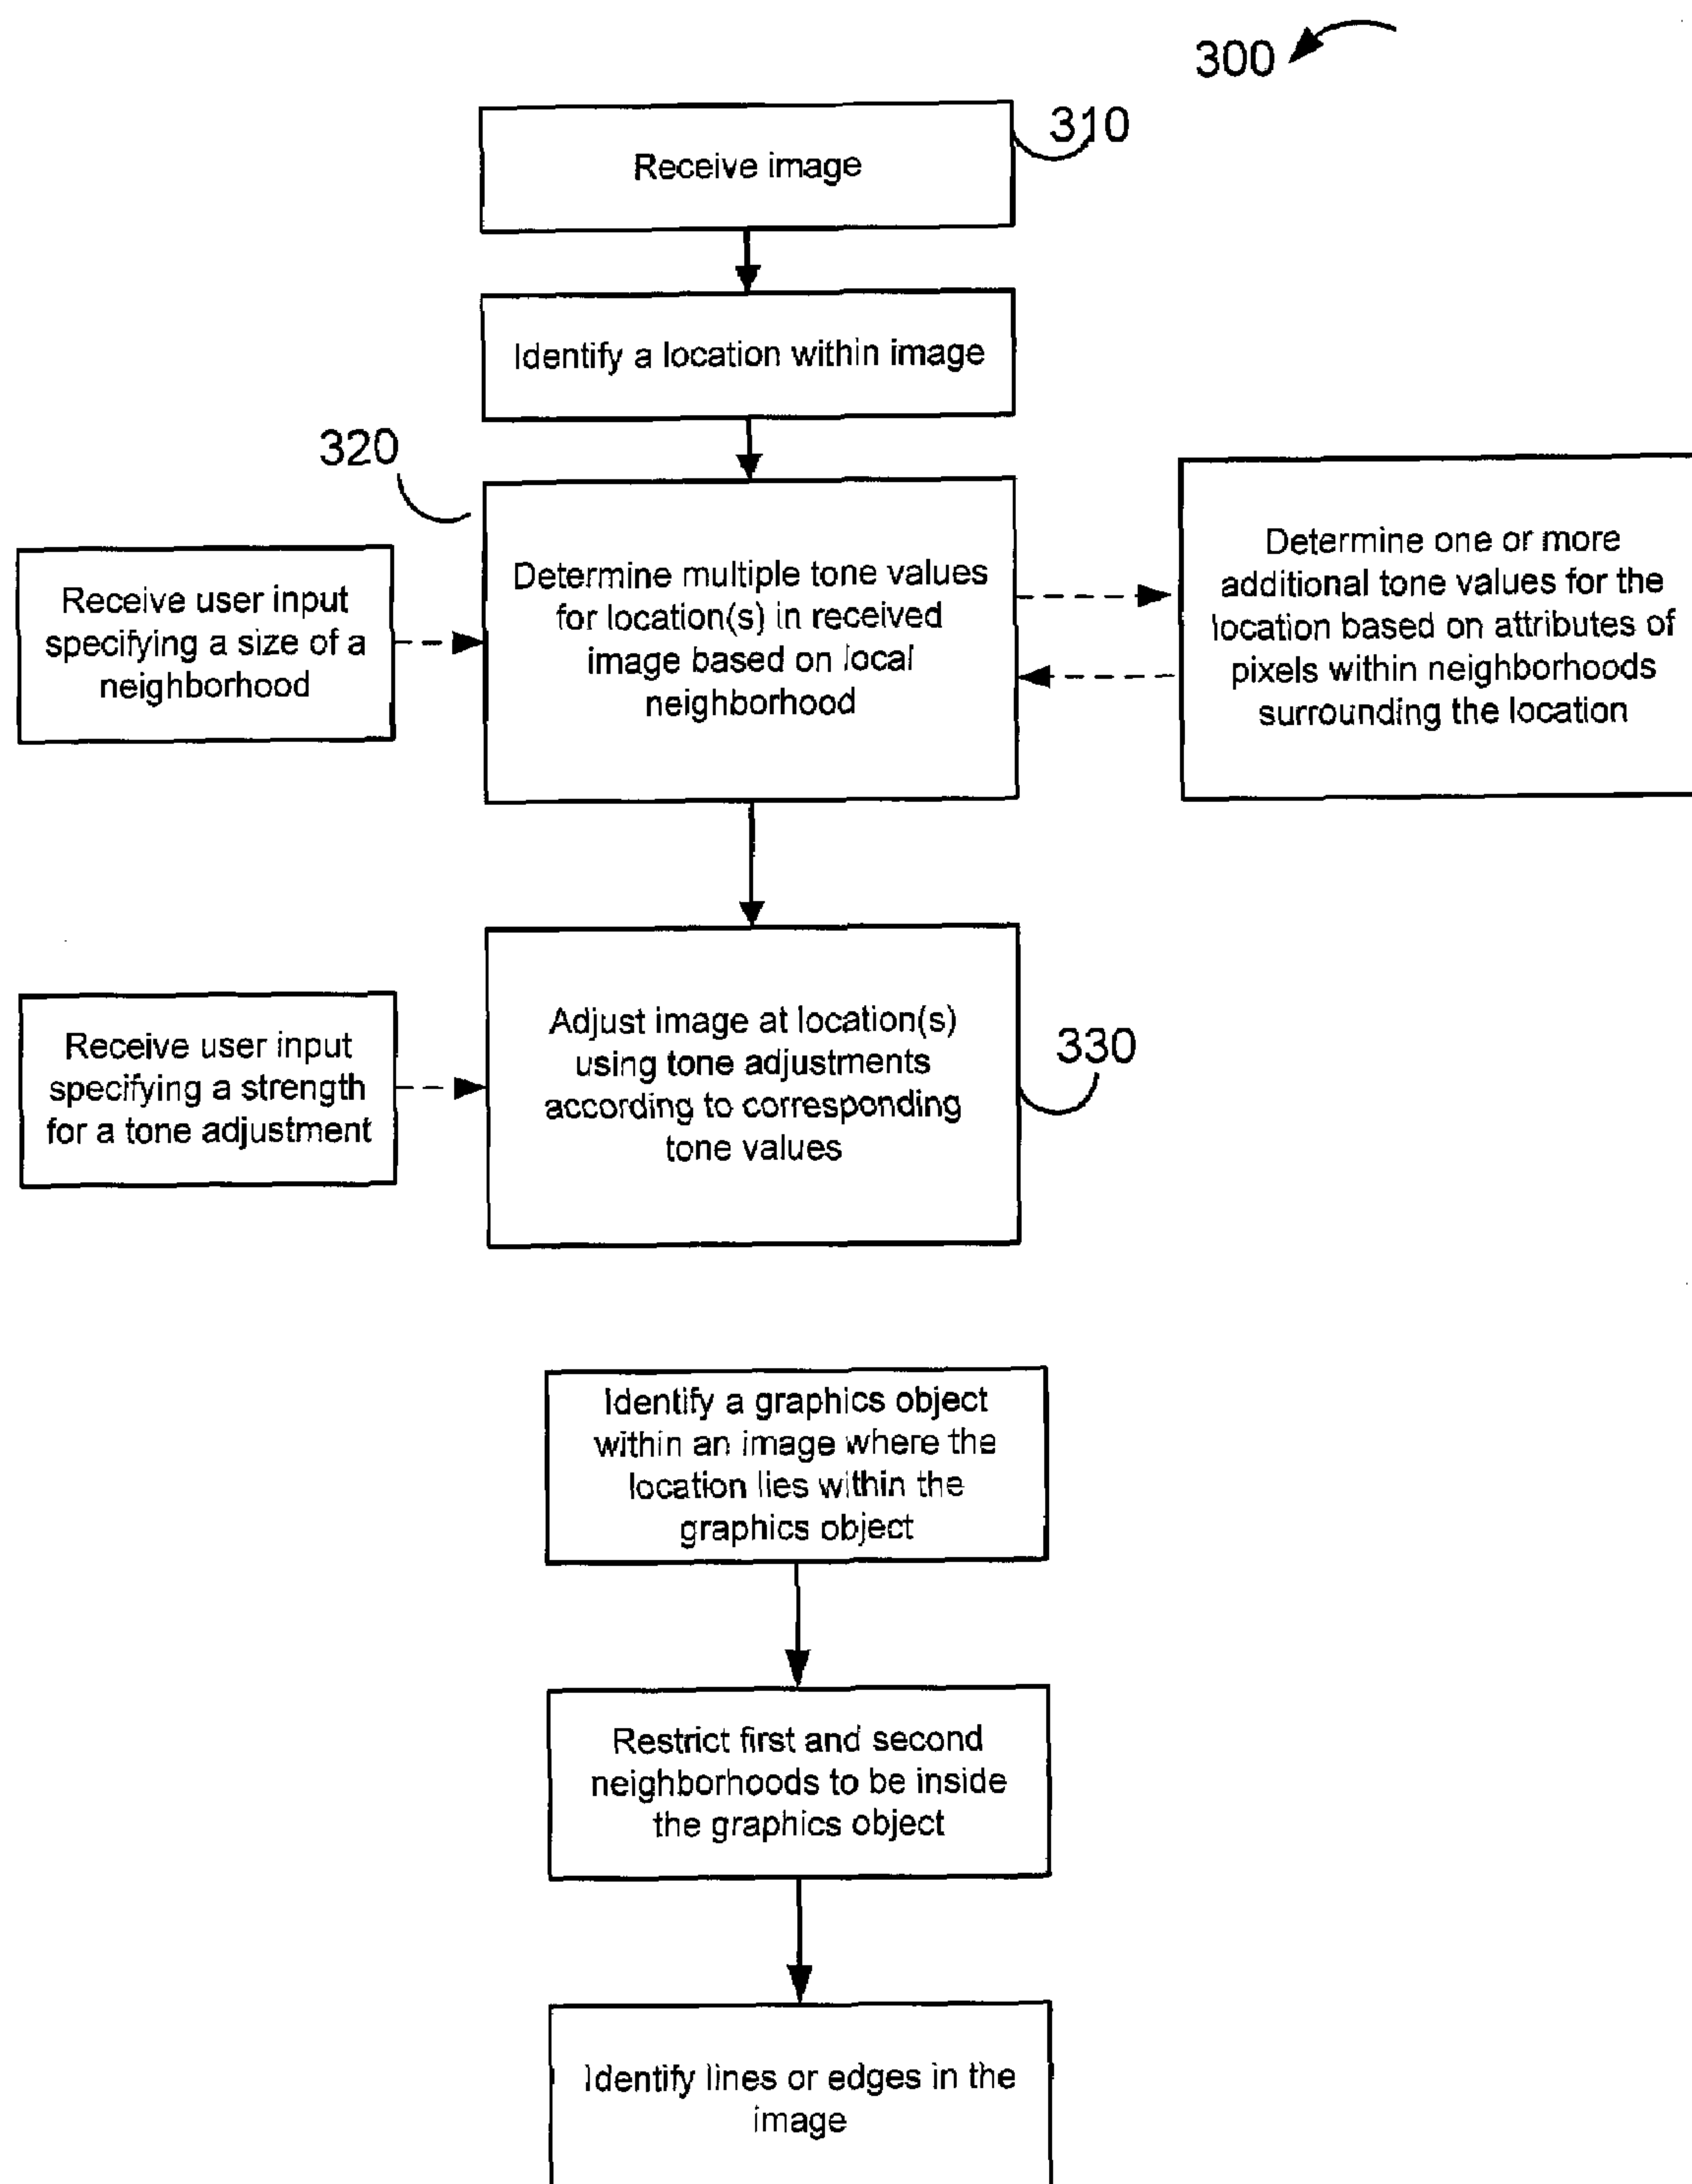 300
310
Receive image
Identify a location within image
320
Receive user input
specifying a size of a
neighborhood
Determine multiple tone values
for location(s) in received
image based on local
neighborhood
Determine one or more
additional tone values for the
location based on attributes of
pixels within neighborhoods
surrounding the location
Receive user input
specifying a strength
for a tone adjustment
Adjust image at location(s)
using tone adjustments
according to corresponding
tone values
330
Identify a graphics object
within an image where the
location lies within the
graphics object
Restrict first and second
neighborhoods to be inside
the graphics object
Identify lines or edges in the
image